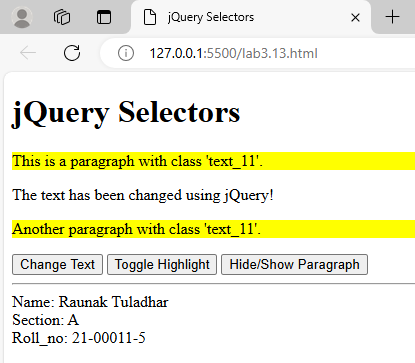 jQuery Selectors
127.0.0.1:5500/lab3.13.html
jQuery Selectors
This is a paragraph with class 'text_11'.
The text has been changed using jQuery!
Another paragraph with class 'text_11'.
Change Text Toggle Highlight Hide/Show Paragraph
Name: Raunak Tuladhar
Section: A
Roll_no: 21-00011-5